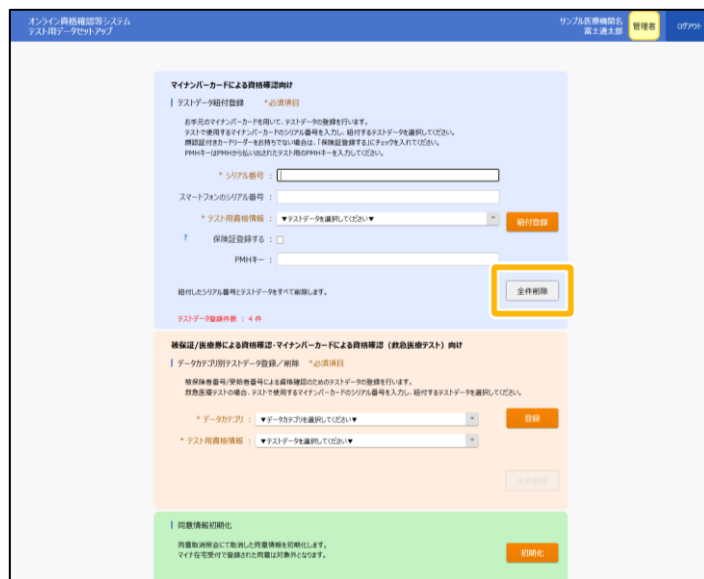 オンライン資格確認等システム
テスト用データセットアップ
サンプル医療機関名
富士通太郎
管理者
ログアウト
マイナンバーカードによる資格確認向け
テストデータ紐付登録 *必須項目
お手元のマイナンバーカードを用いて、テストデータの登録を行います。
テストで使用するマイナンバーカードのシリアル番号を入力し、紐付するテストデータを選択してください。
顔認証付きカードリーダーをお持ちでない場合は、「保険証登録する」にチェックを入れてください。
PMHキーはPMHから払い出されたテスト用のPMHキーを入力してください。
* シリアル番号 :
スマートフォンのシリアル番号 :
* テスト用資格情報 : ▼テストデータを選択してください▼
紐付登録
? 保険証登録する :
PMHキー :
紐付したシリアル番号とテストデータをすべて削除します。
全件削除
テストデータ登録件数 : 4 件
被保証/医療券による資格確認・マイナンバーカードによる資格確認(救急医療テスト)向け
データカテゴリ別テストデータ登録/削除 *必須項目
被保険者番号/受給者番号による資格確認のためのテストデータの登録を行います。
救急医療テストの場合、テストで使用するマイナンバーカードのシリアル番号を入力し、紐付するテストデータを選択してください。
* データカテゴリ : ▼データカテゴリを選択してください▼
登録
* テスト用資格情報 : ▼テストデータを選択してください▼
全件削除
同意情報初期化
同意取消照会にて取消した同意情報を初期化します。
マイナ在宅受付で登録された同意は対象外となります。
初期化